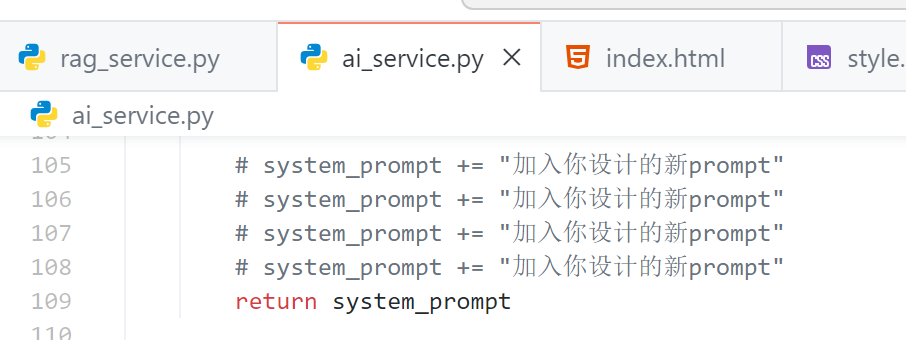 rag_service.py ai_service.py index.html style.
ai_service.py
105 # system_prompt += "加入你设计的新prompt"
106 # system_prompt += "加入你设计的新prompt"
107 # system_prompt += "加入你设计的新prompt"
108 # system_prompt += "加入你设计的新prompt"
109 return system_prompt
110